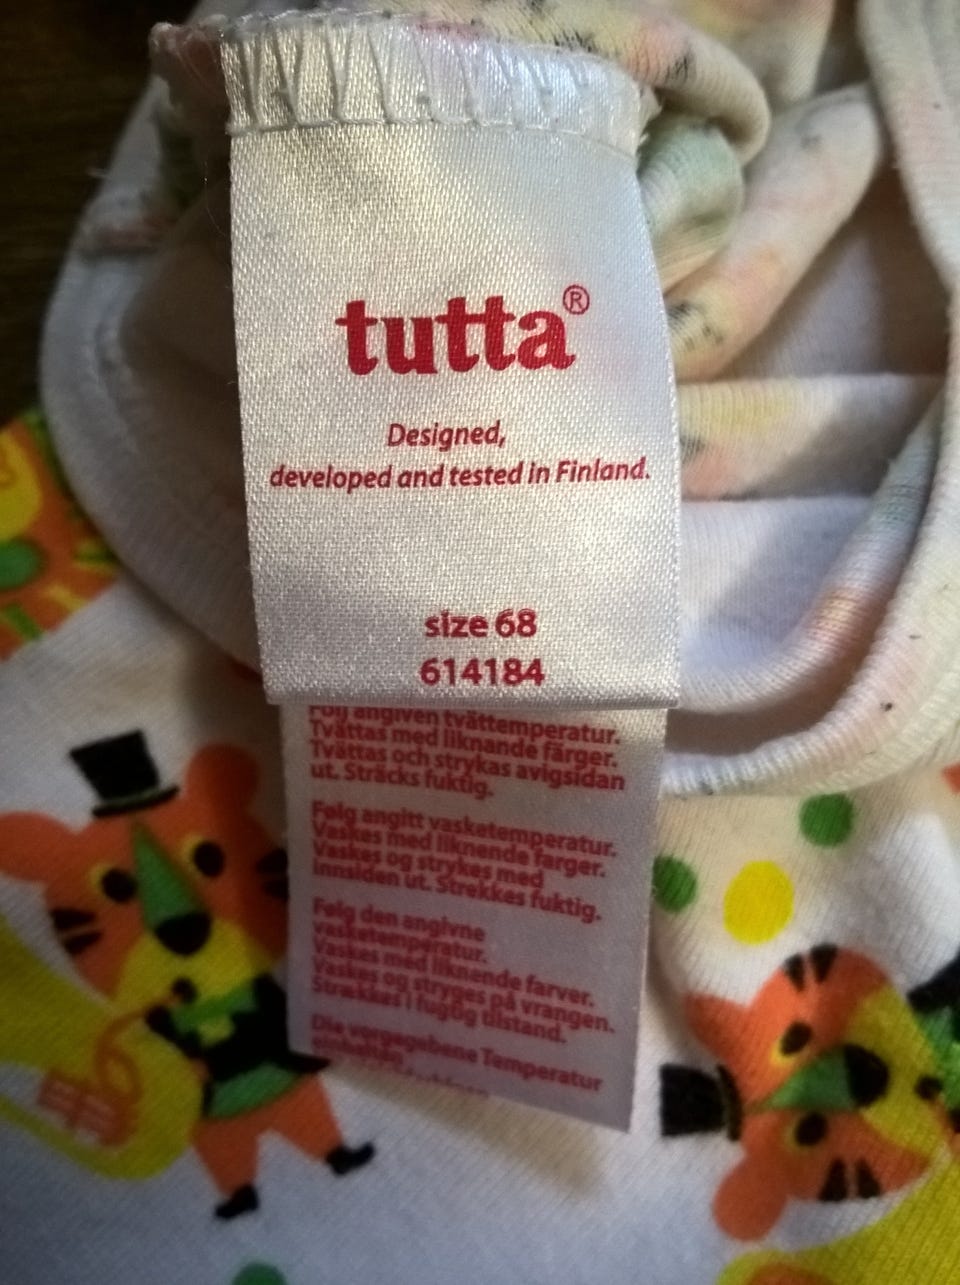 tutta®
Designed,
developed and tested in Finland.
size 68
614184
Följ angiven tvättemperatur.
Tvättas med liknande färger.
Tvättas och strykas avigsidan
ut. Sträcks fuktig.
Følg angitt vasketemperatur.
Vaskes med liknende farger.
Vaskes og strykes med
innsiden ut. Strekkes fuktig.
Følg den angivne
vasketemperatur.
Vaskes med liknende farver.
Vaskes og stryges på vrangen.
Strækkes i fugtig tilstand.
Die vorgegebene Temperatur